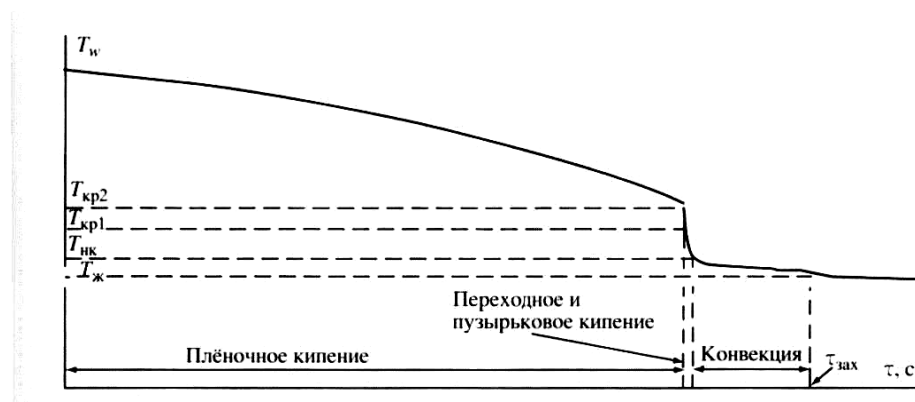 T_w
T_кр2
T_кр1
T_нк
T_ж
Переходное и
пузырьковое кипение
Плёночное кипение
Конвекция
τ_зах
τ, с